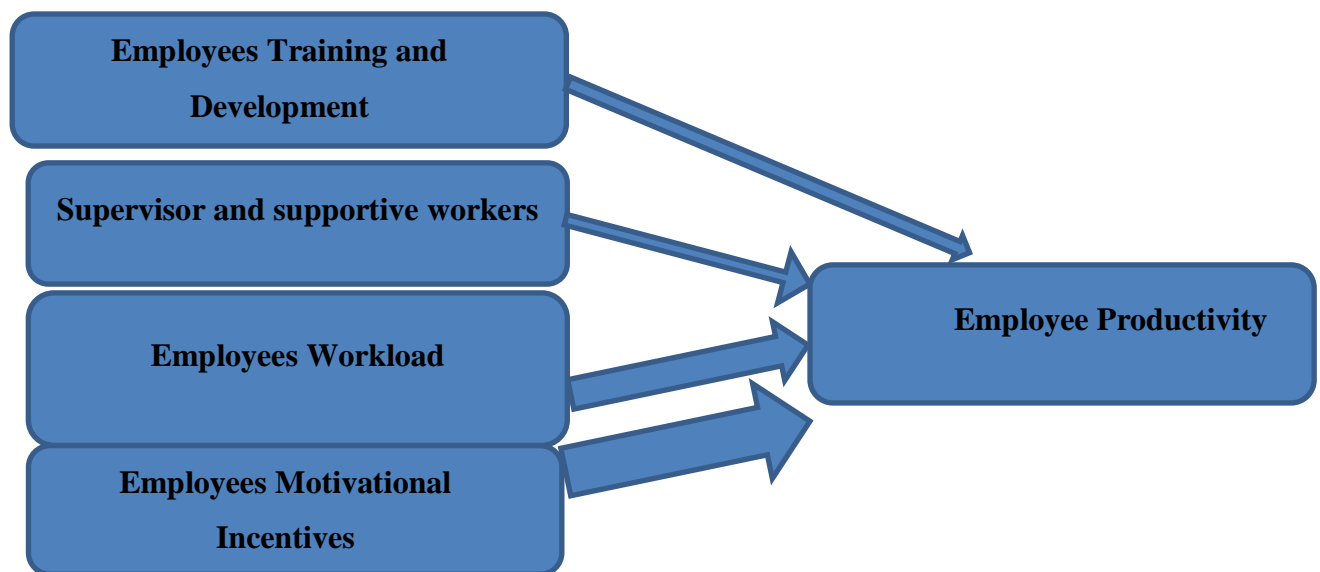 Employees Training and
Development
Supervisor and supportive workers
Employees Workload
Employees Motivational
Incentives
Employee Productivity